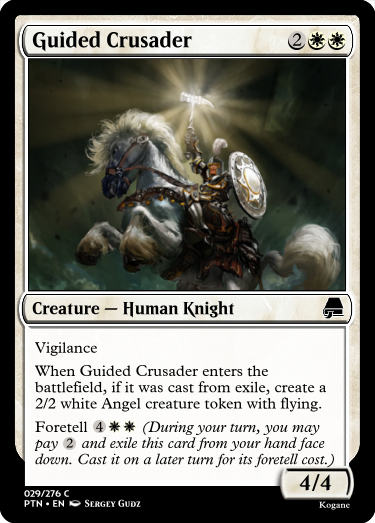 Guided Crusader 2
Creature — Human Knight
Vigilance
When Guided Crusader enters the
battlefield, if it was cast from exile, create a
2/2 white Angel creature token with flying.
Foretell 4 (During your turn, you may
pay 2 and exile this card from your hand face
down. Cast it on a later turn for its foretell cost.)
4/4
029/276 C
PTN • EN Sergey Gudz
Kogane